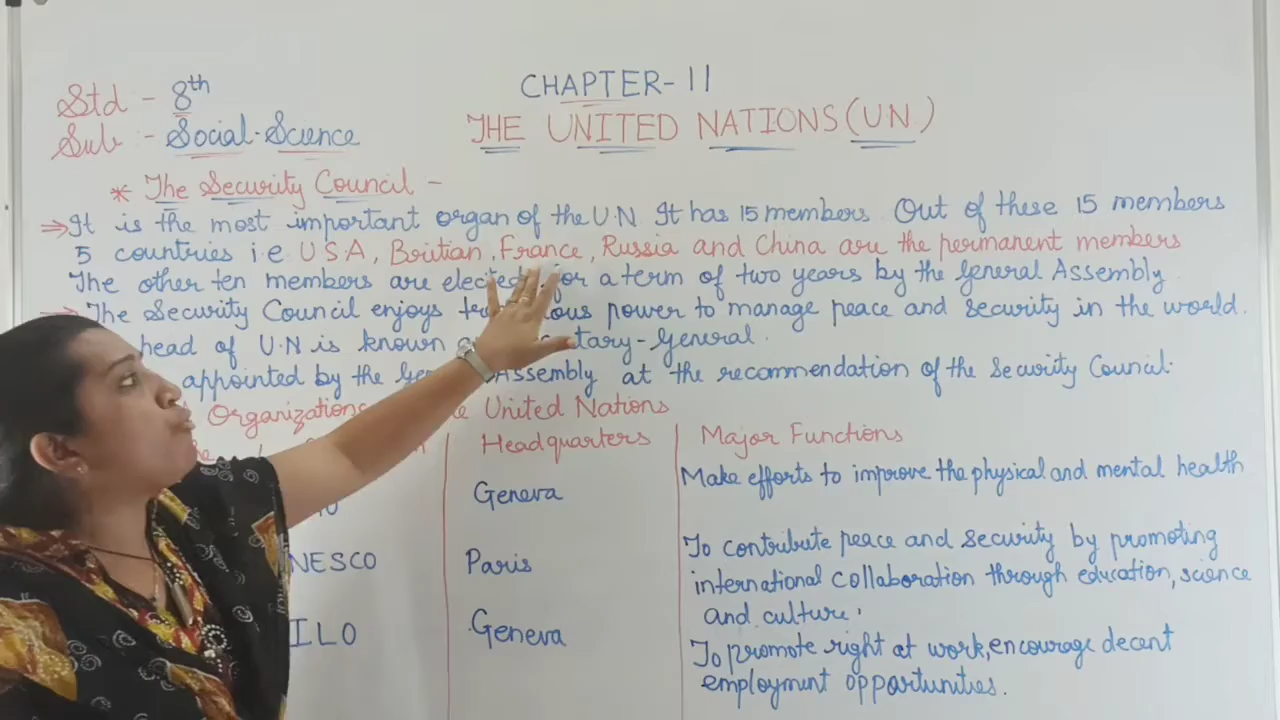 Std - 8th
Sub - Social-Science
CHAPTER-11
THE UNITED NATIONS (UN)
* The Security Council -
⇒ It is the most important organ of the U.N. It has 15 members. Out of these 15 members
5 countries i.e U.S.A, Boutian, France, Russia and China are the permanent members
The other ten members are elected for a term of two years by the General Assembly
The Security Council enjoys power to manage peace and security in the world.
head of U.N is known tary-General.
appointed by the Assembly at the recommendation of the Security Council.
Organizations United Nations
Headquarters
Major Functions
Geneva
Make efforts to improve the physical and mental health
NESCO
Paris
To contribute peace and security by promoting
international collaboration through education, science
and culture.
ILO
Geneva
To promote right at work, encourage decent
employment opportunities.